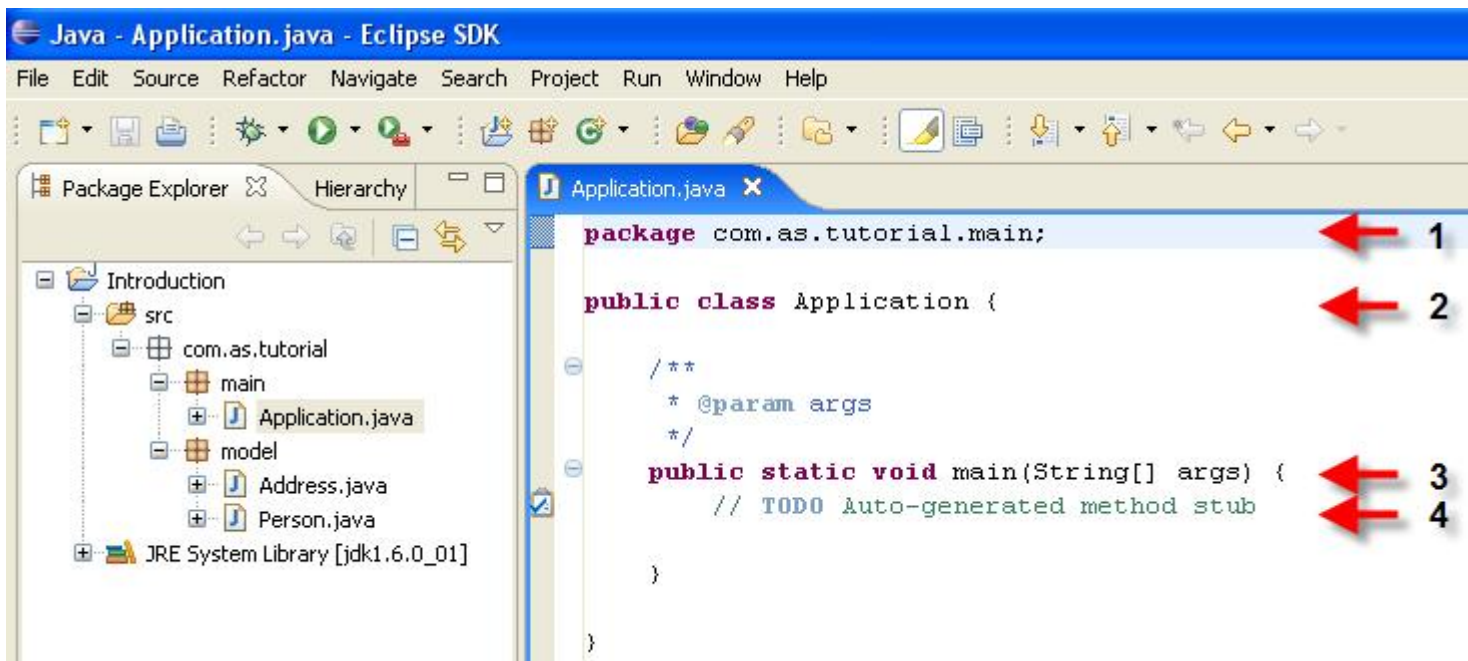 Java - Application.java - Eclipse SDK
File Edit Source Refactor Navigate Search Project Run Window Help
Package Explorer Hierarchy
Introduction
src
com.as.tutorial
main
Application.java
model
Address.java
Person.java
JRE System Library [jdk1.6.0_01]
Application.java
package com.as.tutorial.main; 1
public class Application { 2
/**
* @param args
*/
public static void main(String[] args) { 3
// TODO Auto-generated method stub 4
}
}